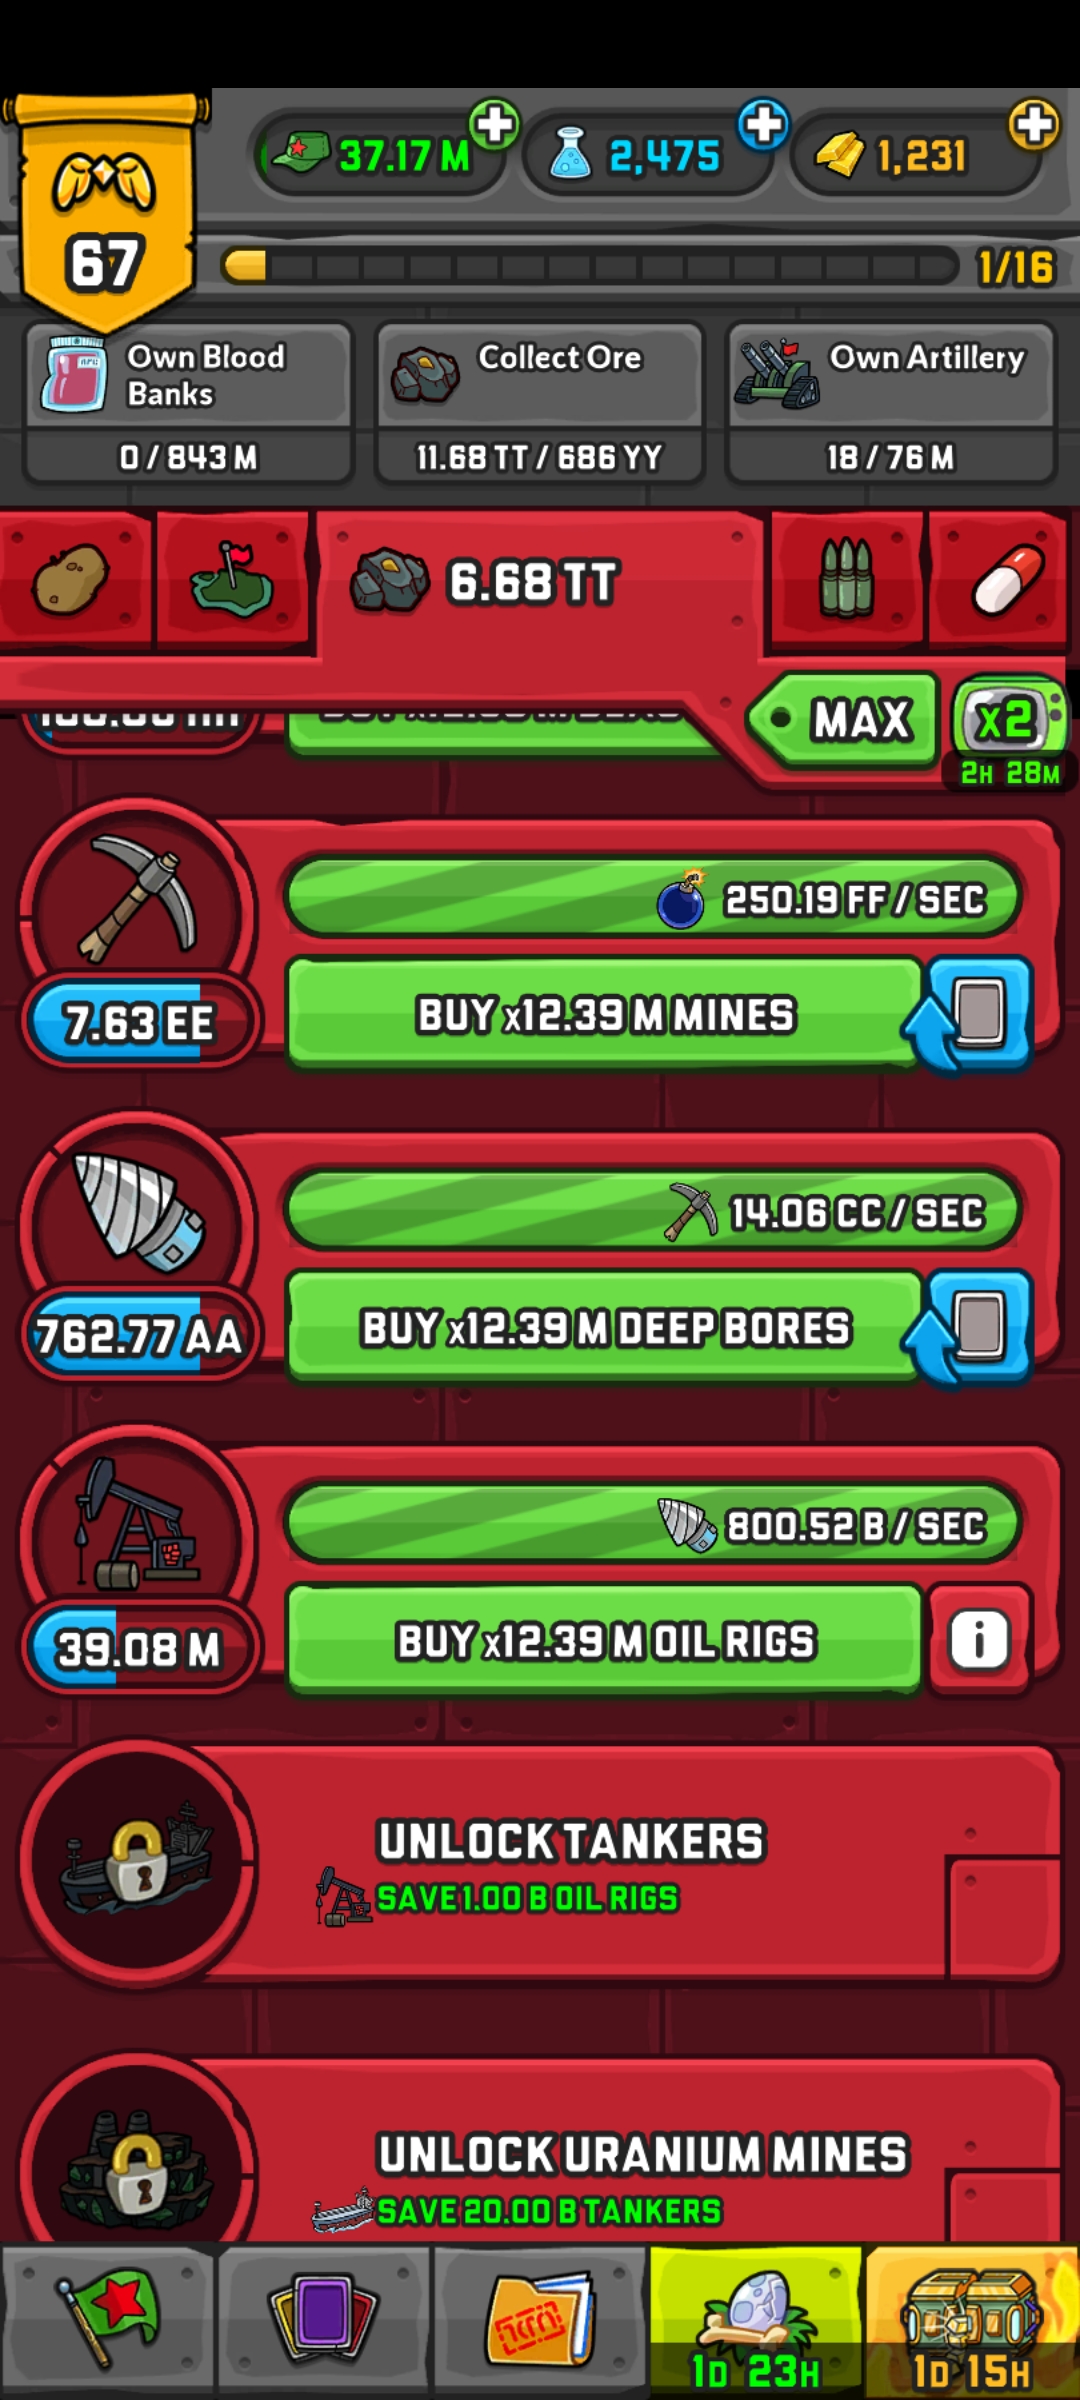 37.17 M
2,475
1,231
67
1/16
Own Blood
Banks
0 / 843 M
Collect Ore
11.68 TT / 686 YY
Own Artillery
18 / 76 M
6.68 TT
MAX
x2
2H 28M
250.19 FF / SEC
7.63 EE
BUY x12.39 M MINES
14.06 CC / SEC
762.77 AA
BUY x12.39 M DEEP BORES
800.52 B / SEC
39.08 M
BUY x12.39 M OIL RIGS
i
UNLOCK TANKERS
SAVE 1.00 B OIL RIGS
UNLOCK URANIUM MINES
SAVE 20.00 B TANKERS
1D 23H
1D 15H